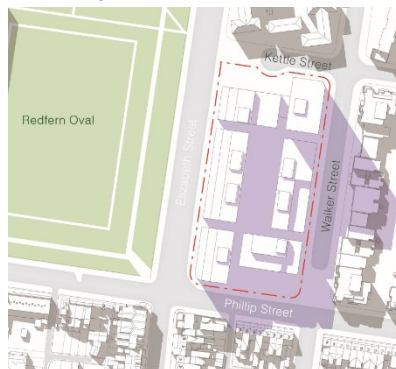 Kettle Street
Redfern Oval
Elizabeth Street
Walker Street
Phillip Street